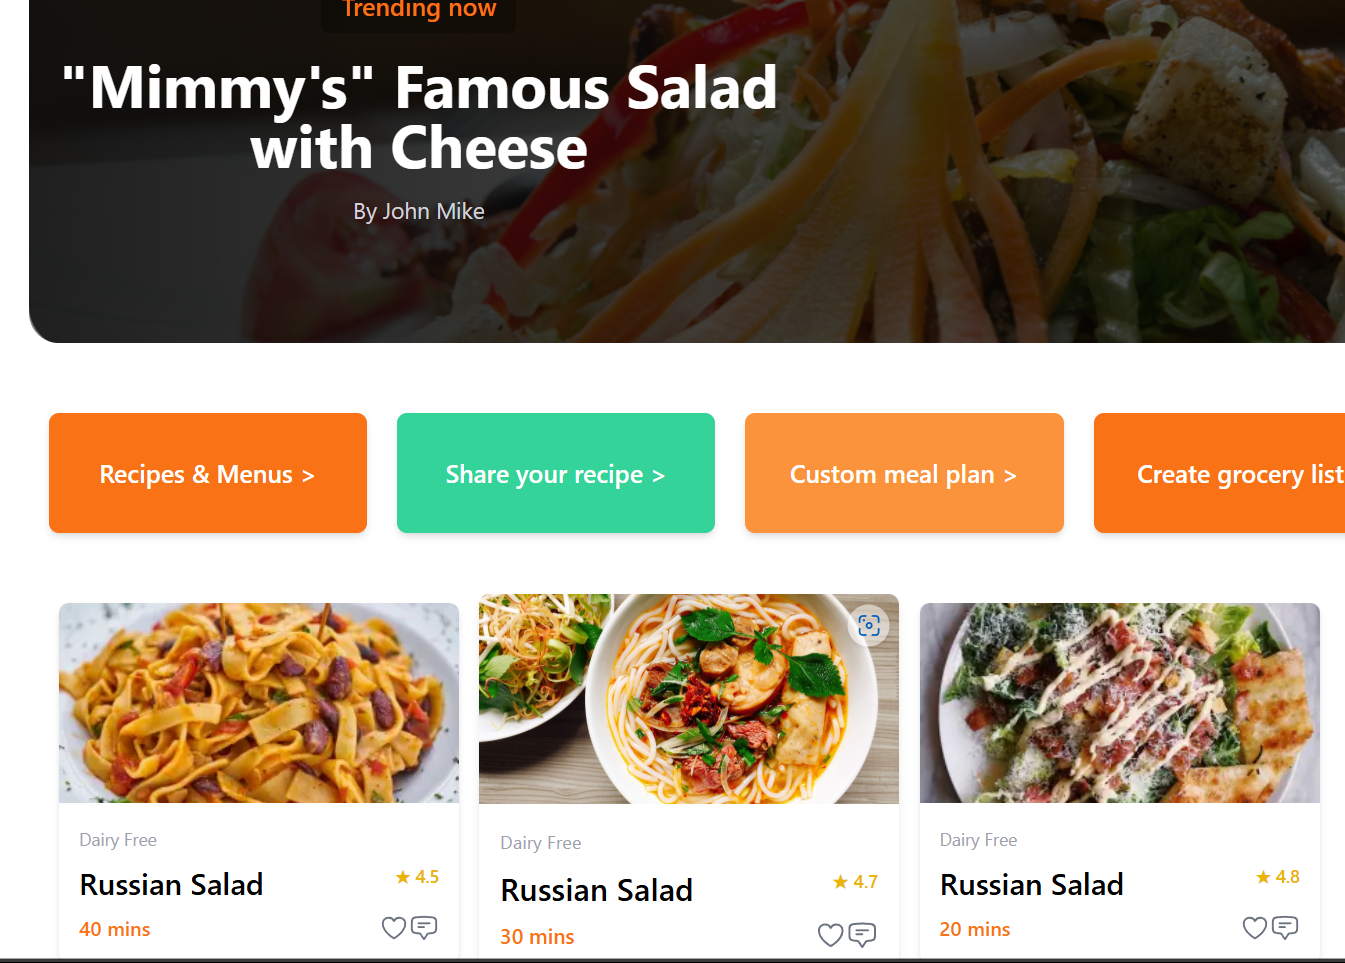 Trending now
"Mimmy's" Famous Salad
with Cheese
By John Mike
Recipes & Menus >
Share your recipe >
Custom meal plan >
Create grocery list
Dairy Free
Russian Salad
★ 4.5
40 mins
Dairy Free
Russian Salad
★ 4.7
30 mins
Dairy Free
Russian Salad
★ 4.8
20 mins